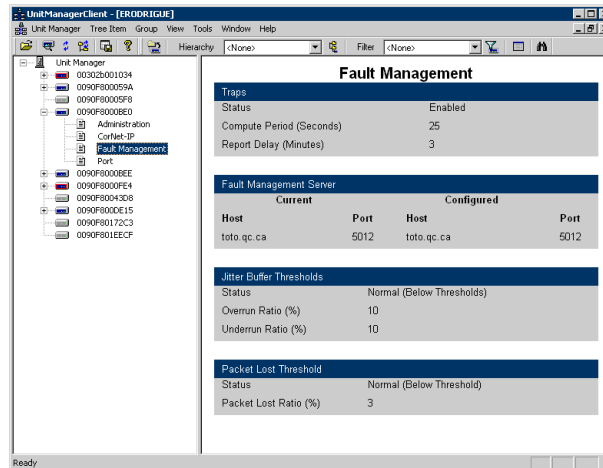 UnitManagerClient - [ERODRIGUE]
Unit Manager Tree Item Group View Tools Window Help
Hierarchy <None> Filter <None>
Unit Manager
00302b001034
0090F800059A
0090F80005F8
0090F8000BE0
Administration
CorNet-IP
Fault Management
Port
0090F8000BEE
0090F8000FE4
0090F80043D8
0090F800DE15
0090F80172C3
0090F801EECF
Fault Management
Traps
Status Enabled
Compute Period (Seconds) 25
Report Delay (Minutes) 3
Fault Management Server
Current Configured
Host Port Host Port
toto.qc.ca 5012 toto.qc.ca 5012
Jitter Buffer Thresholds
Status Normal (Below Thresholds)
Overrun Ratio (%) 10
Underrun Ratio (%) 10
Packet Lost Threshold
Status Normal (Below Threshold)
Packet Lost Ratio (%) 3
Ready